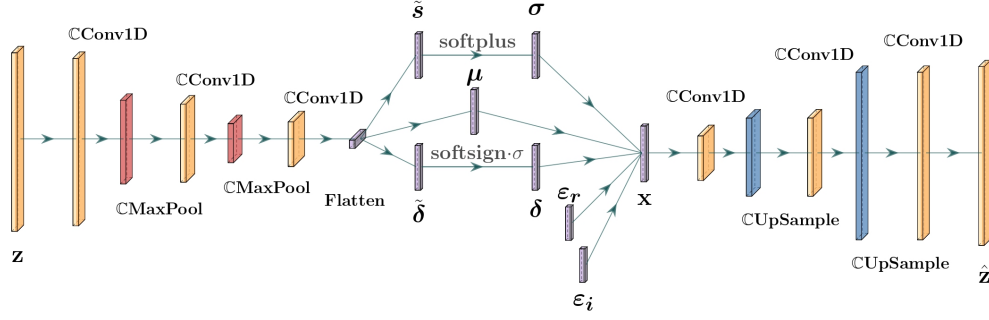 z
ℂConv1D
ℂMaxPool
ℂConv1D
ℂMaxPool
ℂConv1D
Flatten
s̃
softplus
σ
μ
softsign·σ
δ̃
δ
ε_r
ε_i
x
ℂConv1D
ℂUpSample
ℂConv1D
ℂUpSample
ℂConv1D
ẑ